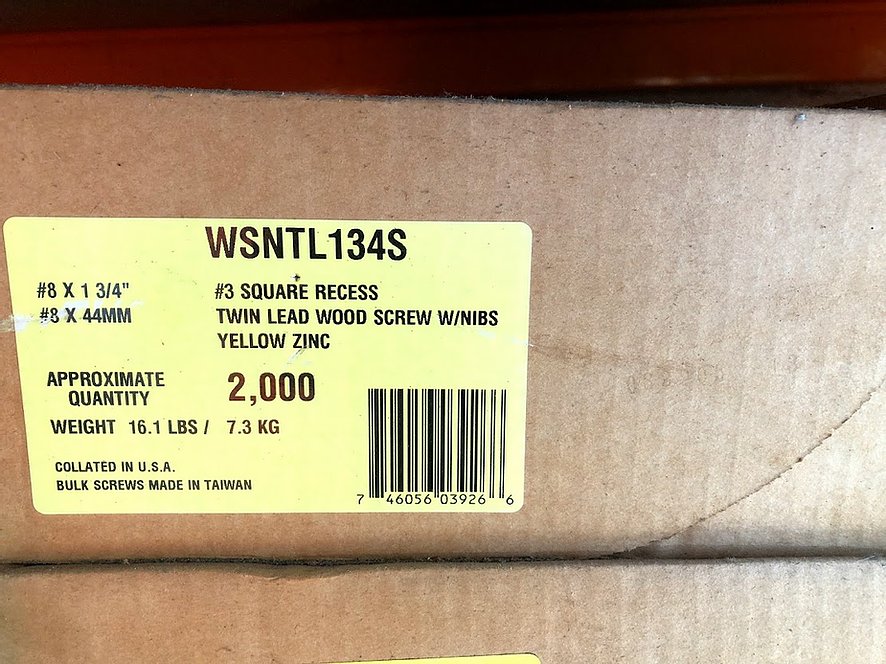 WSNTL134S
#8 X 1 3/4" #3 SQUARE RECESS
#8 X 44MM TWIN LEAD WOOD SCREW W/NIBS
YELLOW ZINC
APPROXIMATE
QUANTITY 2,000
WEIGHT 16.1 LBS / 7.3 KG
COLLATED IN U.S.A.
BULK SCREWS MADE IN TAIWAN
7 46056 03926 6